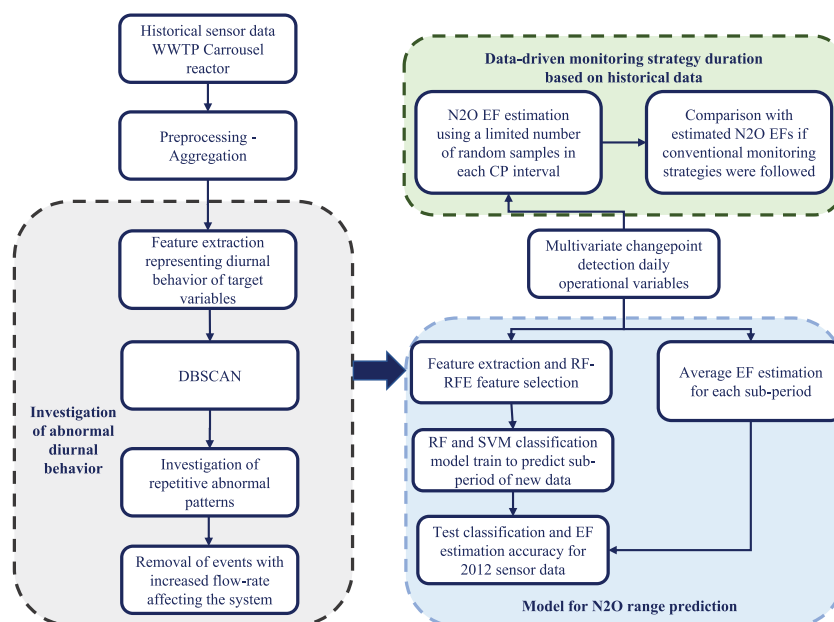 Historical sensor data
WWTP Carrousel
reactor
Preprocessing -
Aggregation
Investigation
of abnormal
diurnal
behavior
Feature extraction
representing diurnal
behavior of target
variables
DBSCAN
Investigation of
repetitive abnormal
patterns
Removal of events with
increased flow-rate
affecting the system
Data-driven monitoring strategy duration
based on historical data
N2O EF estimation
using a limited number
of random samples in
each CP interval
Comparison with
estimated N2O EFs if
conventional monitoring
strategies were followed
Multivariate changepoint
detection daily
operational variables
Feature extraction and RF-
RFE feature selection
Average EF estimation
for each sub-period
RF and SVM classification
model train to predict sub-
period of new data
Test classification and EF
estimation accuracy for
2012 sensor data
Model for N2O range prediction